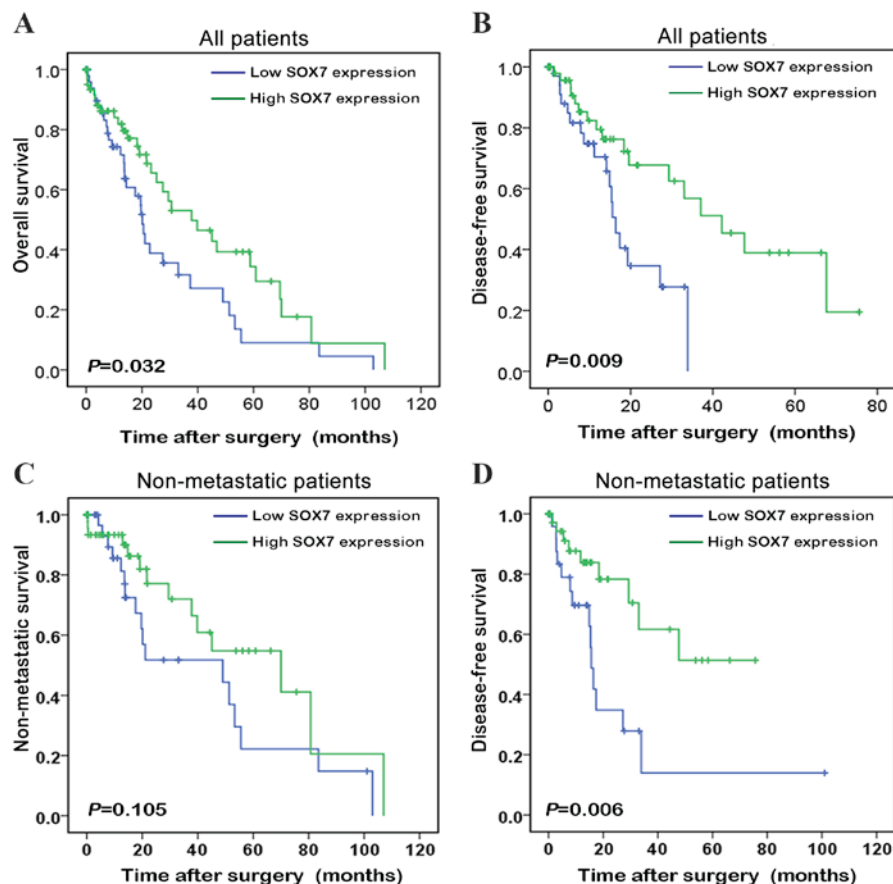 A
All patients
Low SOX7 expression
High SOX7 expression
Overall survival
1.0
0.8
0.6
0.4
0.2
0.0
P=0.032
0 20 40 60 80 100 120
Time after surgery (months)
B
All patients
Low SOX7 expression
High SOX7 expression
Disease-free survival
1.0
0.8
0.6
0.4
0.2
0.0
P=0.009
0 20 40 60 80
Time after surgery (months)
C
Non-metastatic patients
Low SOX7 expression
High SOX7 expression
Non-metastatic survival
1.0
0.8
0.6
0.4
0.2
0.0
P=0.105
0 20 40 60 80 100 120
Time after surgery (months)
D
Non-metastatic patients
Low SOX7 expression
High SOX7 expression
Disease-free survival
1.0
0.8
0.6
0.4
0.2
0.0
P=0.006
0 20 40 60 80 100 120
Time after surgery (months)